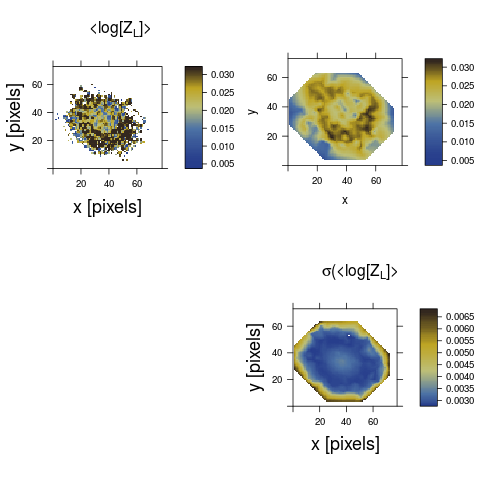 <log[Z_L]>
60
40
20
20 40 60
y [pixels]
x [pixels]
0.030
0.025
0.020
0.015
0.010
0.005
60
40
20
20 40 60
y
x
0.030
0.025
0.020
0.015
0.010
0.005
σ(<log[Z_L]>
60
40
20
20 40 60
y [pixels]
x [pixels]
0.0065
0.0060
0.0055
0.0050
0.0045
0.0040
0.0035
0.0030